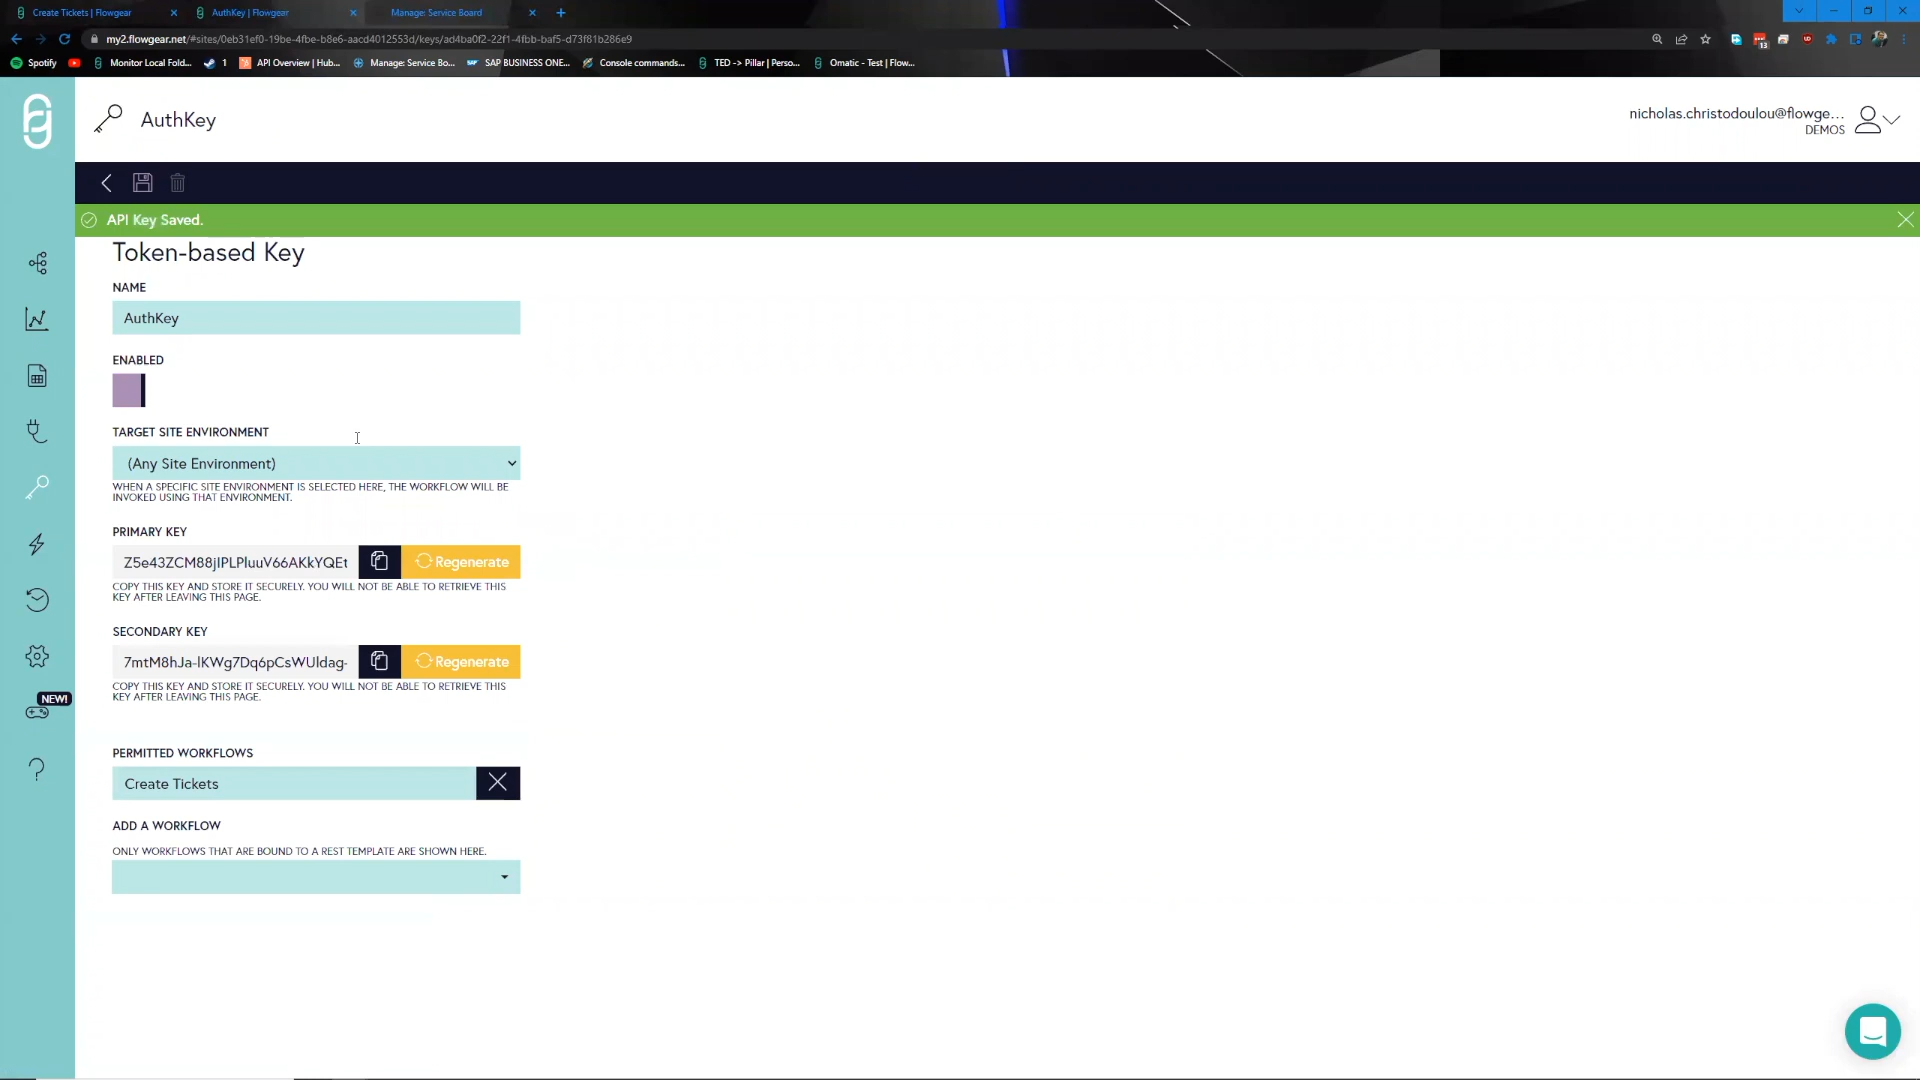 Create Tickets | Flowgear
AuthKey | Flowgear
Manage: Service Board
my2.flowgear.net/#sites/0eb31ef0-19be-4fbe-b8e6-aacd4012553d/keys/ad4ba0f2-22f1-4fbb-baf5-d73f81b286e9
13
Spotify
Monitor Local Fold...
1
API Overview | Hub...
Manage: Service Bo...
SAP BUSINESS ONE...
Console commands...
TED -> Pillar | Perso...
Omatic - Test | Flow...
AuthKey
nicholas.christodoulou@flowge...
DEMOS
API Key Saved.
Token-based Key
NAME
AuthKey
ENABLED
TARGET SITE ENVIRONMENT
(Any Site Environment)
WHEN A SPECIFIC SITE ENVIRONMENT IS SELECTED HERE, THE WORKFLOW WILL BE
INVOKED USING THAT ENVIRONMENT.
PRIMARY KEY
Z5e43ZCM88jIPLPluuV66AKkYQEt
Regenerate
COPY THIS KEY AND STORE IT SECURELY. YOU WILL NOT BE ABLE TO RETRIEVE THIS
KEY AFTER LEAVING THIS PAGE.
SECONDARY KEY
7mtM8hJa-lKWg7Dq6pCsWUldag-
Regenerate
COPY THIS KEY AND STORE IT SECURELY. YOU WILL NOT BE ABLE TO RETRIEVE THIS
KEY AFTER LEAVING THIS PAGE.
NEW!
PERMITTED WORKFLOWS
Create Tickets
ADD A WORKFLOW
ONLY WORKFLOWS THAT ARE BOUND TO A REST TEMPLATE ARE SHOWN HERE.